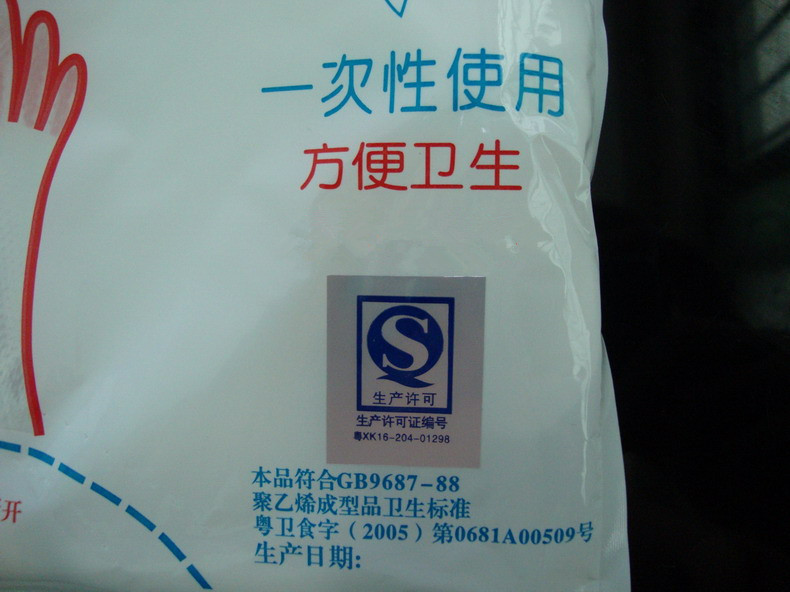 一次性使用
方便卫生
QS
生产许可
生产许可证编号
粤XK16-204-01298
本品符合GB9687-88
聚乙烯成型品卫生标准
粤卫食字（2005）第0681A00509号
生产日期:
开